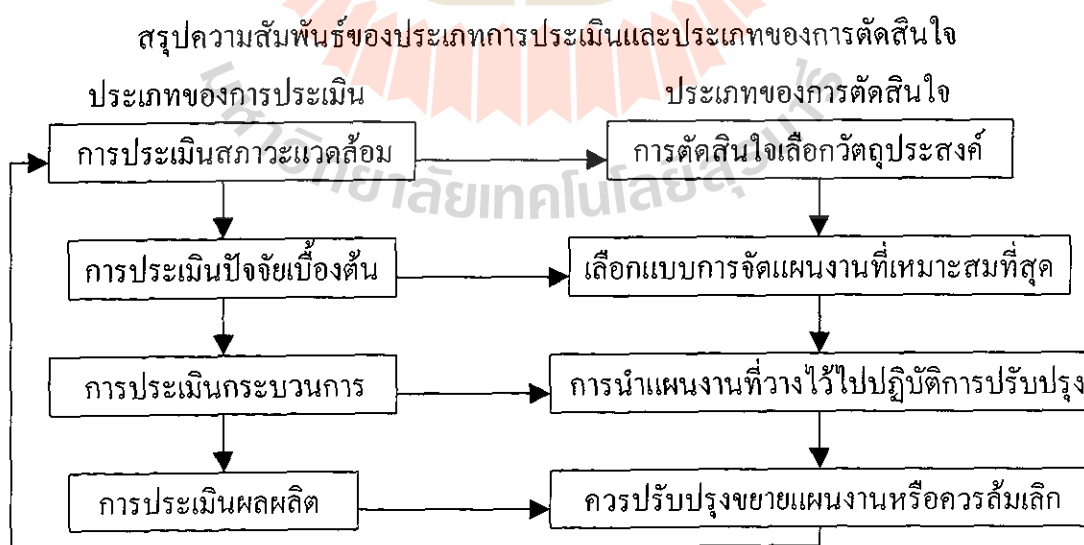 สรุปความสัมพันธ์ของประเภทการประเมินและประเภทของการตัดสินใจ
ประเภทของการประเมิน
ประเภทของการตัดสินใจ
การประเมินสภาวะแวดล้อม
การตัดสินใจเลือกวัตถุประสงค์
การประเมินปัจจัยเบื้องต้น
เลือกแบบการจัดแผนงานที่เหมาะสมที่สุด
การประเมินกระบวนการ
การนำแผนงานที่วางไว้ไปปฏิบัติการปรับปรุง
การประเมินผลผลิต
ควรปรับปรุงขยายแผนงานหรือควรล้มเลิก